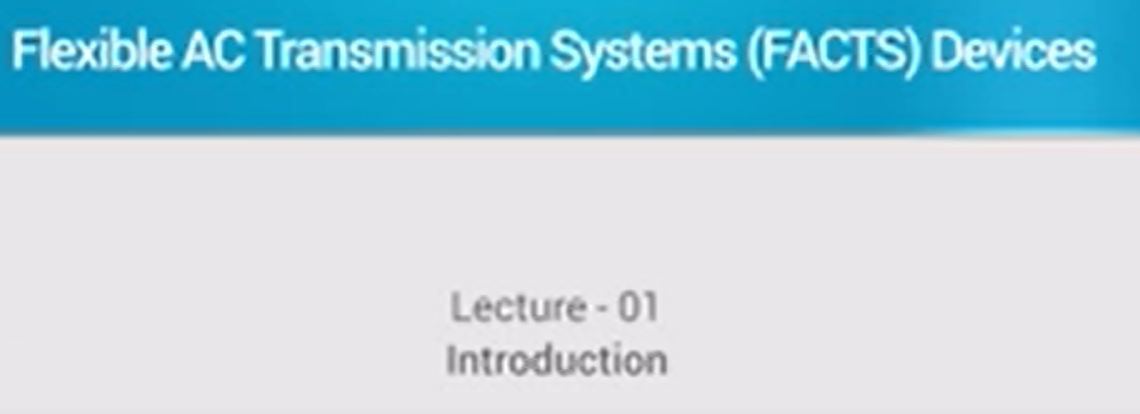 Flexible AC Transmission Systems (FACTS) Devices
Lecture - 01
Introduction